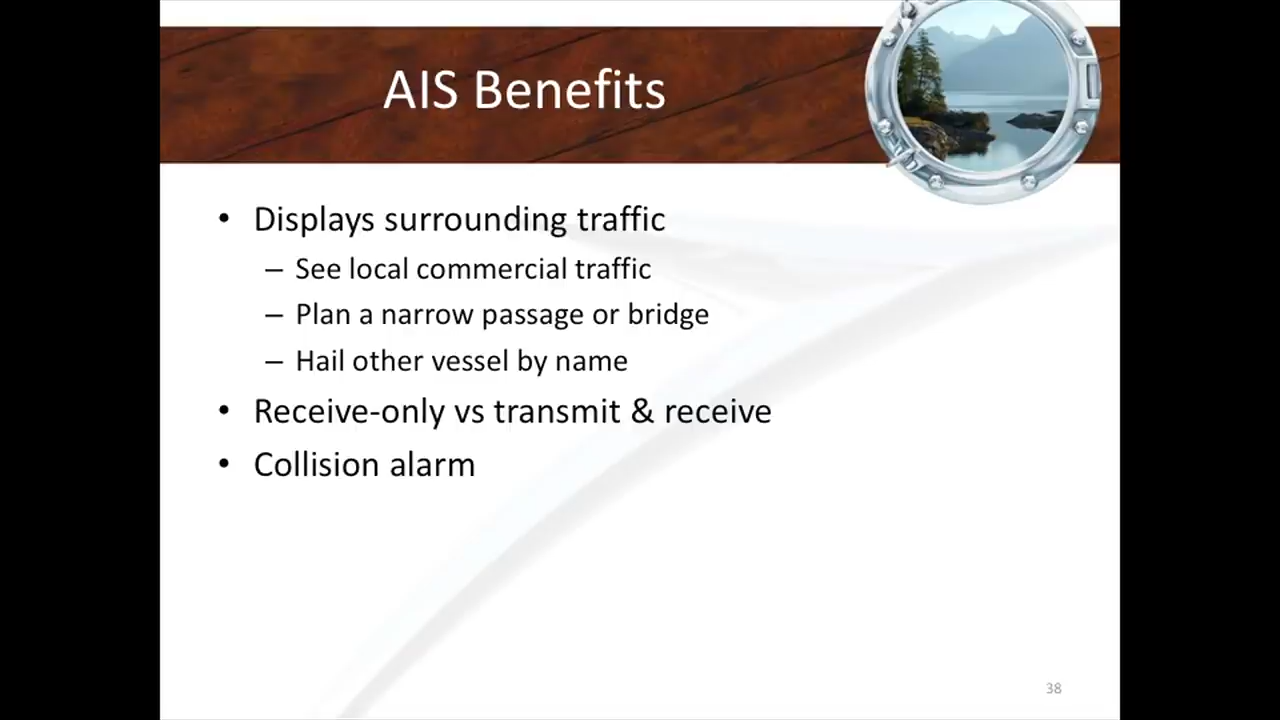 AIS Benefits
• Displays surrounding traffic
– See local commercial traffic
– Plan a narrow passage or bridge
– Hail other vessel by name
• Receive-only vs transmit & receive
• Collision alarm
38